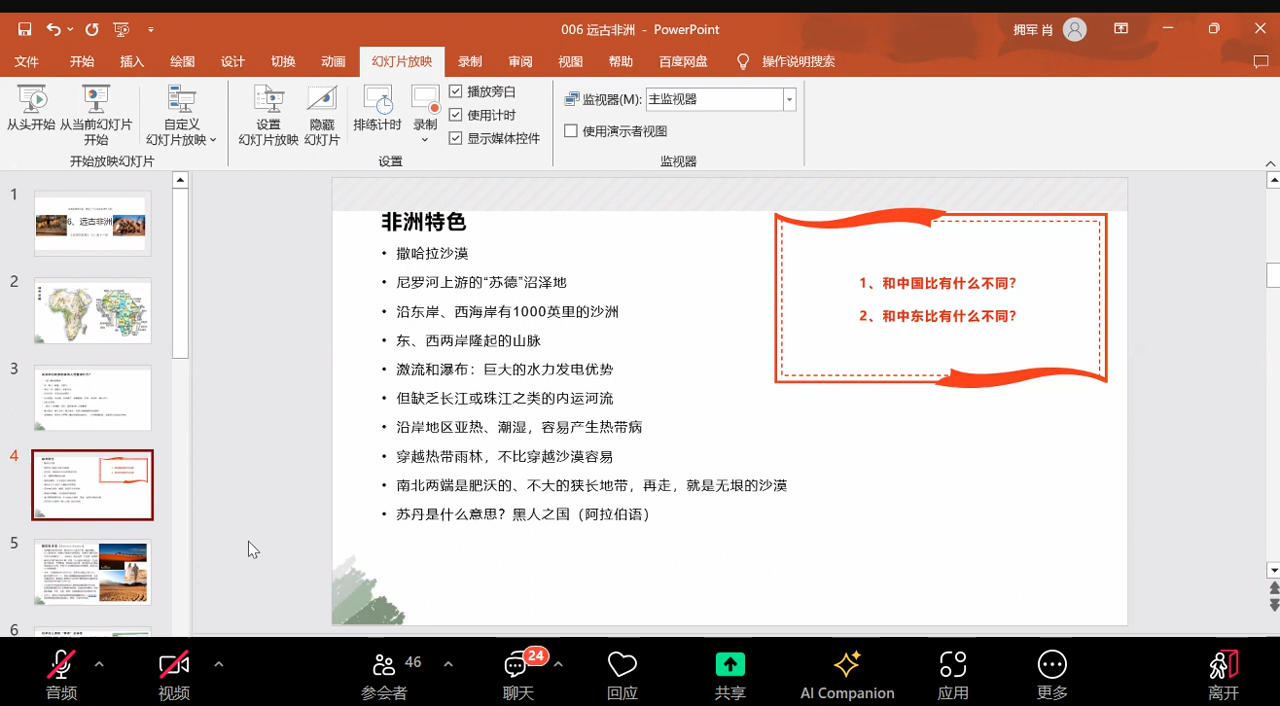 006 远古非洲 - PowerPoint
拥军 肖
文件 开始 插入 绘图 设计 切换 动画 幻灯片放映 录制 审阅 视图 帮助 百度网盘 操作说明搜索
从头开始
从当前幻灯片
开始
自定义
幻灯片放映
开始放映幻灯片
设置
幻灯片放映
隐藏
幻灯片
排练计时
录制
播放旁白
使用计时
显示媒体控件
设置
监视器(M): 主监视器
使用演示者视图
监视器
1
6、远古非洲
2
3
4
5
6
非洲特色
• 撒哈拉沙漠
• 尼罗河上游的“苏德”沼泽地
• 沿东岸、西海岸有1000英里的沙洲
• 东、西两岸隆起的山脉
• 激流和瀑布：巨大的水力发电优势
• 但缺乏长江或珠江之类的内运河流
• 沿岸地区亚热、潮湿，容易产生热带病
• 穿越热带雨林，不比穿越沙漠容易
• 南北两端是肥沃的、不大的狭长地带，再走，就是无垠的沙漠
• 苏丹是什么意思？黑人之国（阿拉伯语）
1、和中国比有什么不同？
2、和中东比有什么不同？
音频
视频
46
参会者
24
聊天
回应
共享
AI Companion
应用
更多
离开